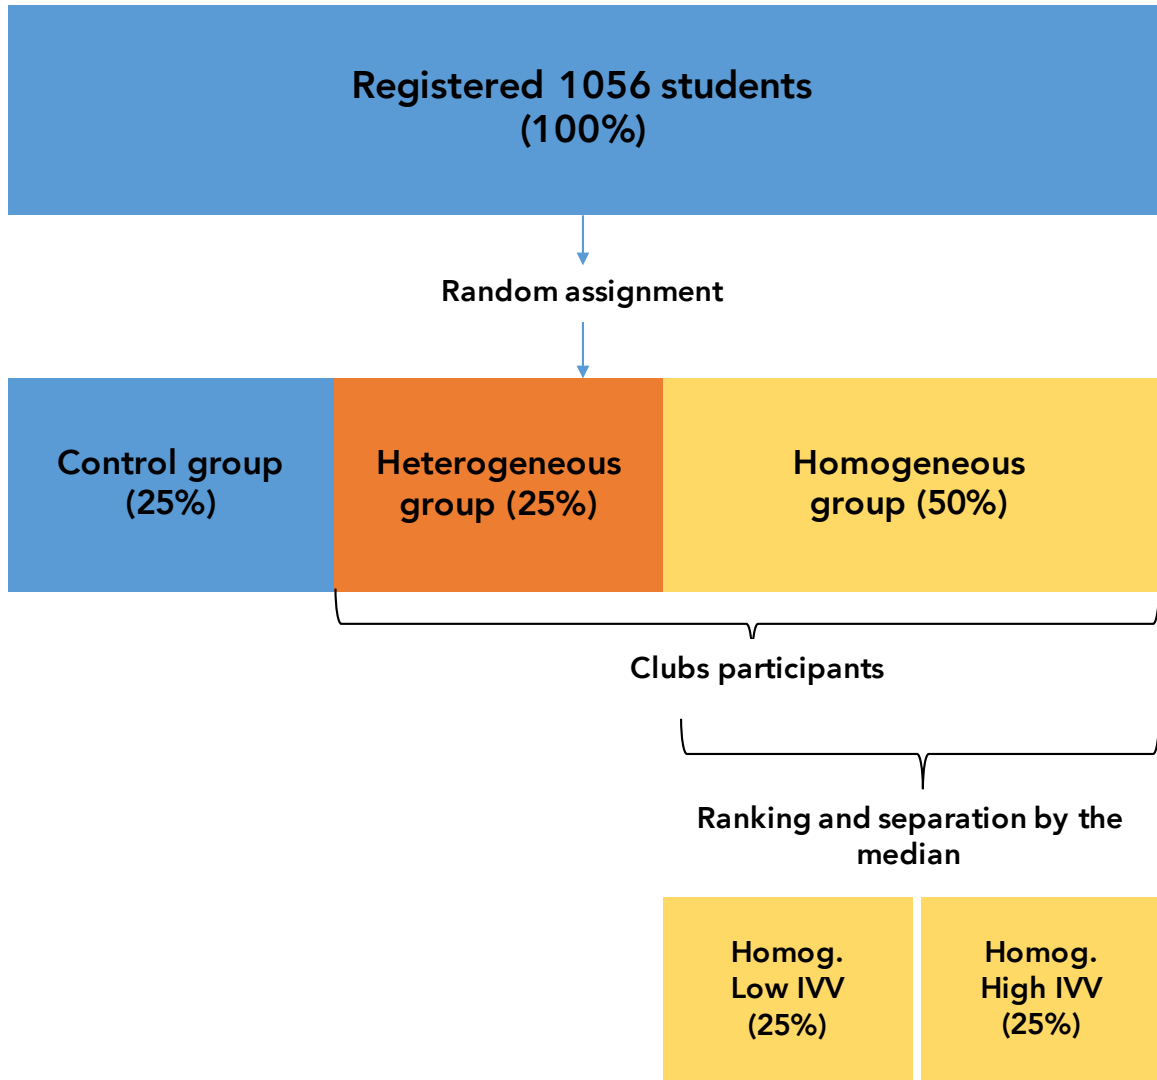 Registered 1056 students
(100%)
Random assignment
Control group
(25%)
Heterogeneous
group (25%)
Homogeneous
group (50%)
Clubs participants
Ranking and separation by the
median
Homog.
Low IVV
(25%)
Homog.
High IVV
(25%)